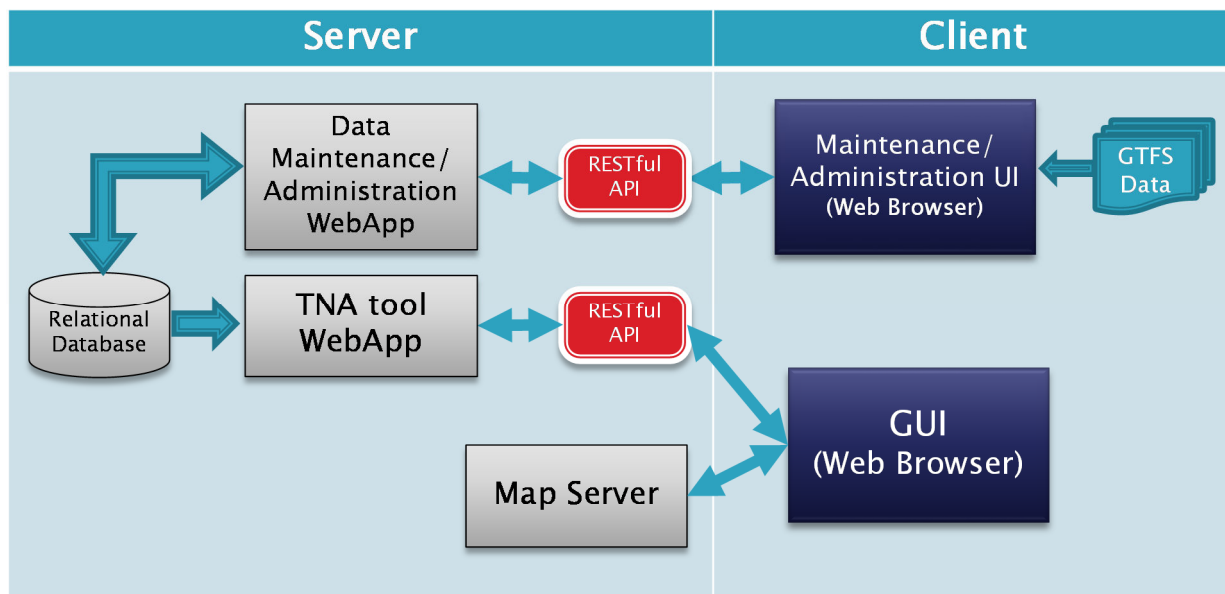 Server
Client
Data
Maintenance/
Administration
WebApp
RESTful
API
Maintenance/
Administration UI
(Web Browser)
GTFS
Data
Relational
Database
TNA tool
WebApp
RESTful
API
GUI
(Web Browser)
Map Server